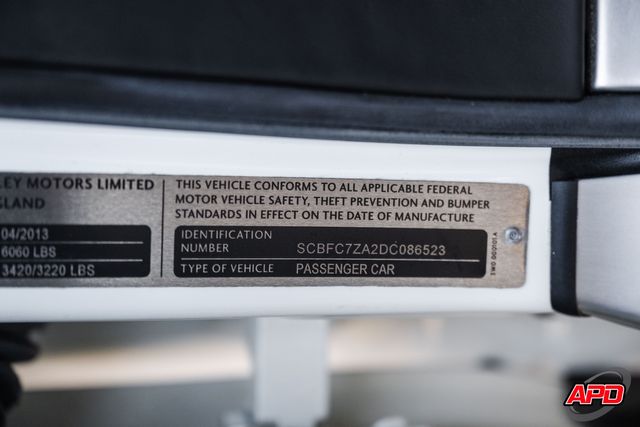 LEY MOTORS LIMITED
GLAND
04/2013
6060 LBS
3420/3220 LBS
THIS VEHICLE CONFORMS TO ALL APPLICABLE FEDERAL
MOTOR VEHICLE SAFETY, THEFT PREVENTION AND BUMPER
STANDARDS IN EFFECT ON THE DATE OF MANUFACTURE
IDENTIFICATION
NUMBER SCBFC7ZA2DC086523
TYPE OF VEHICLE PASSENGER CAR
APD